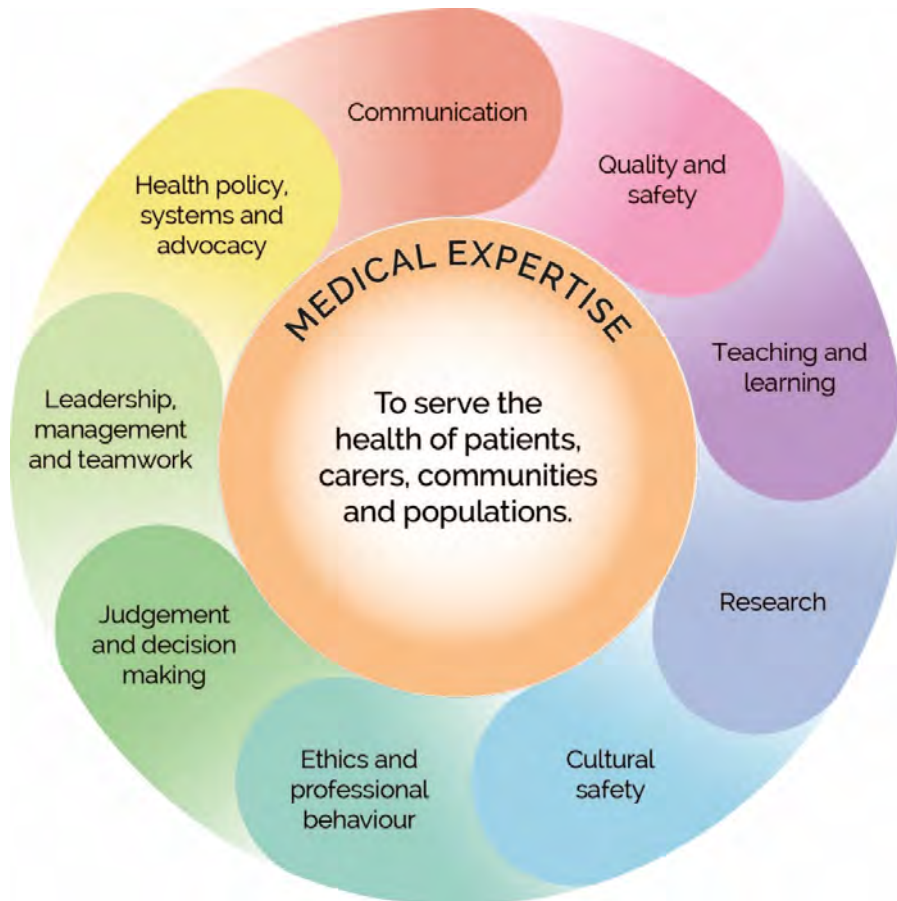 Communication
Quality and
safety
Teaching and
learning
Research
Cultural
safety
Ethics and
professional
behaviour
Judgement
and decision
making
Leadership,
management
and teamwork
Health policy,
systems and
advocacy
MEDICAL EXPERTISE
To serve the
health of patients,
carers, communities
and populations.